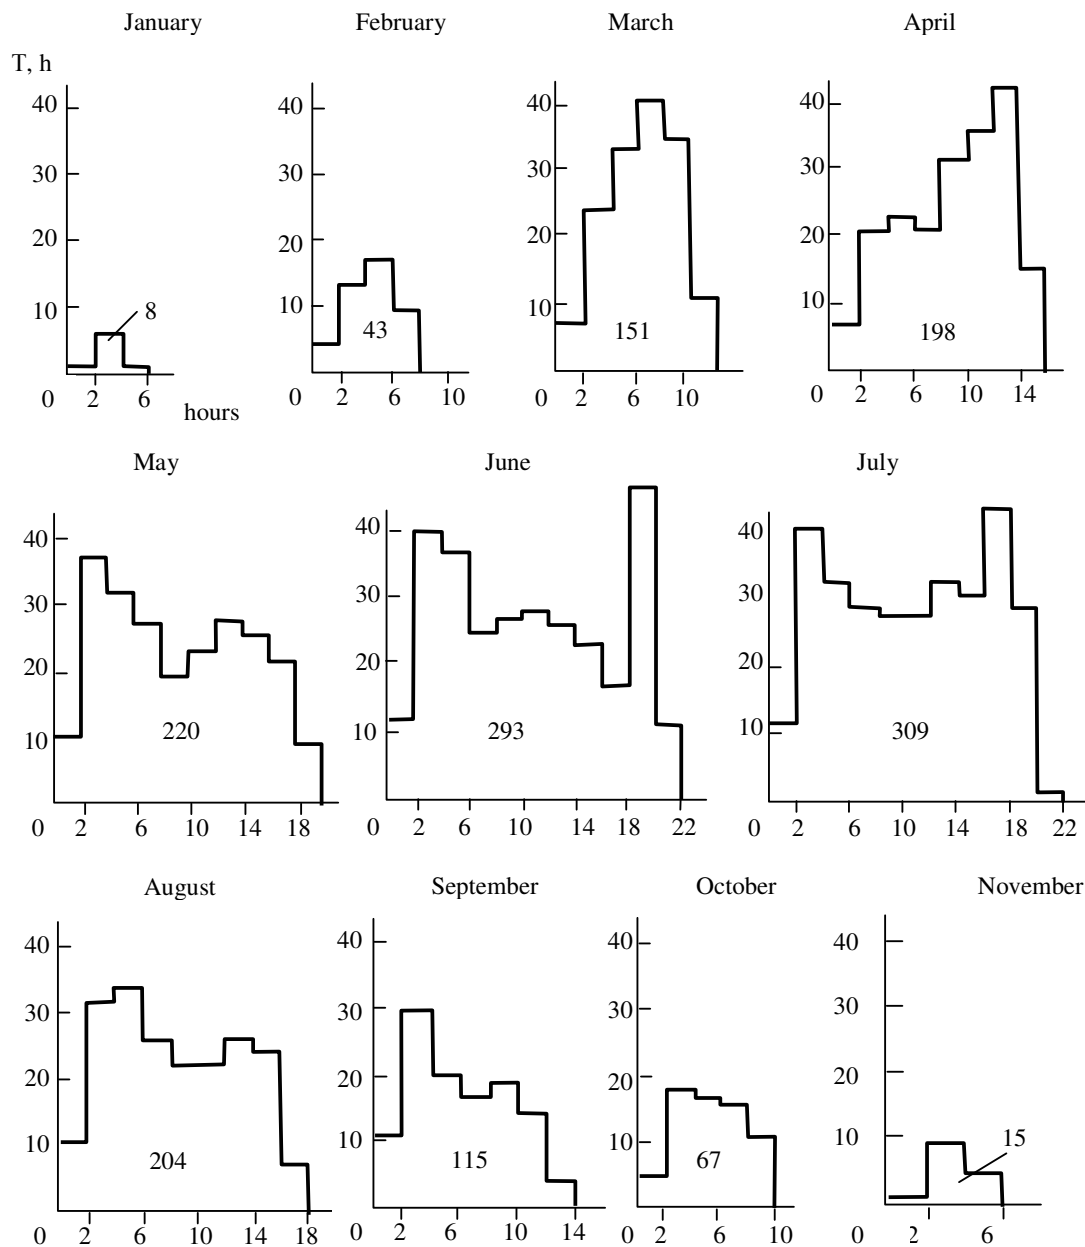 January February March April
T, h
40 40 40 40
30 30 30 30
20 20 20 20
10 10 10 10
8 43 151 198
0 2 6 hours 0 2 6 10 0 2 6 10 0 2 6 10 14
May June July
40 40 40
30 30 30
20 20 20
10 10 10
220 293 309
0 2 6 10 14 18 0 2 6 10 14 18 22 0 2 6 10 14 18 22
August September October November
40 40 40 40
30 30 30 30
20 20 20 20
10 10 10 10
204 115 67 15
0 2 6 10 14 18 0 2 6 10 14 0 2 6 10 0 2 6